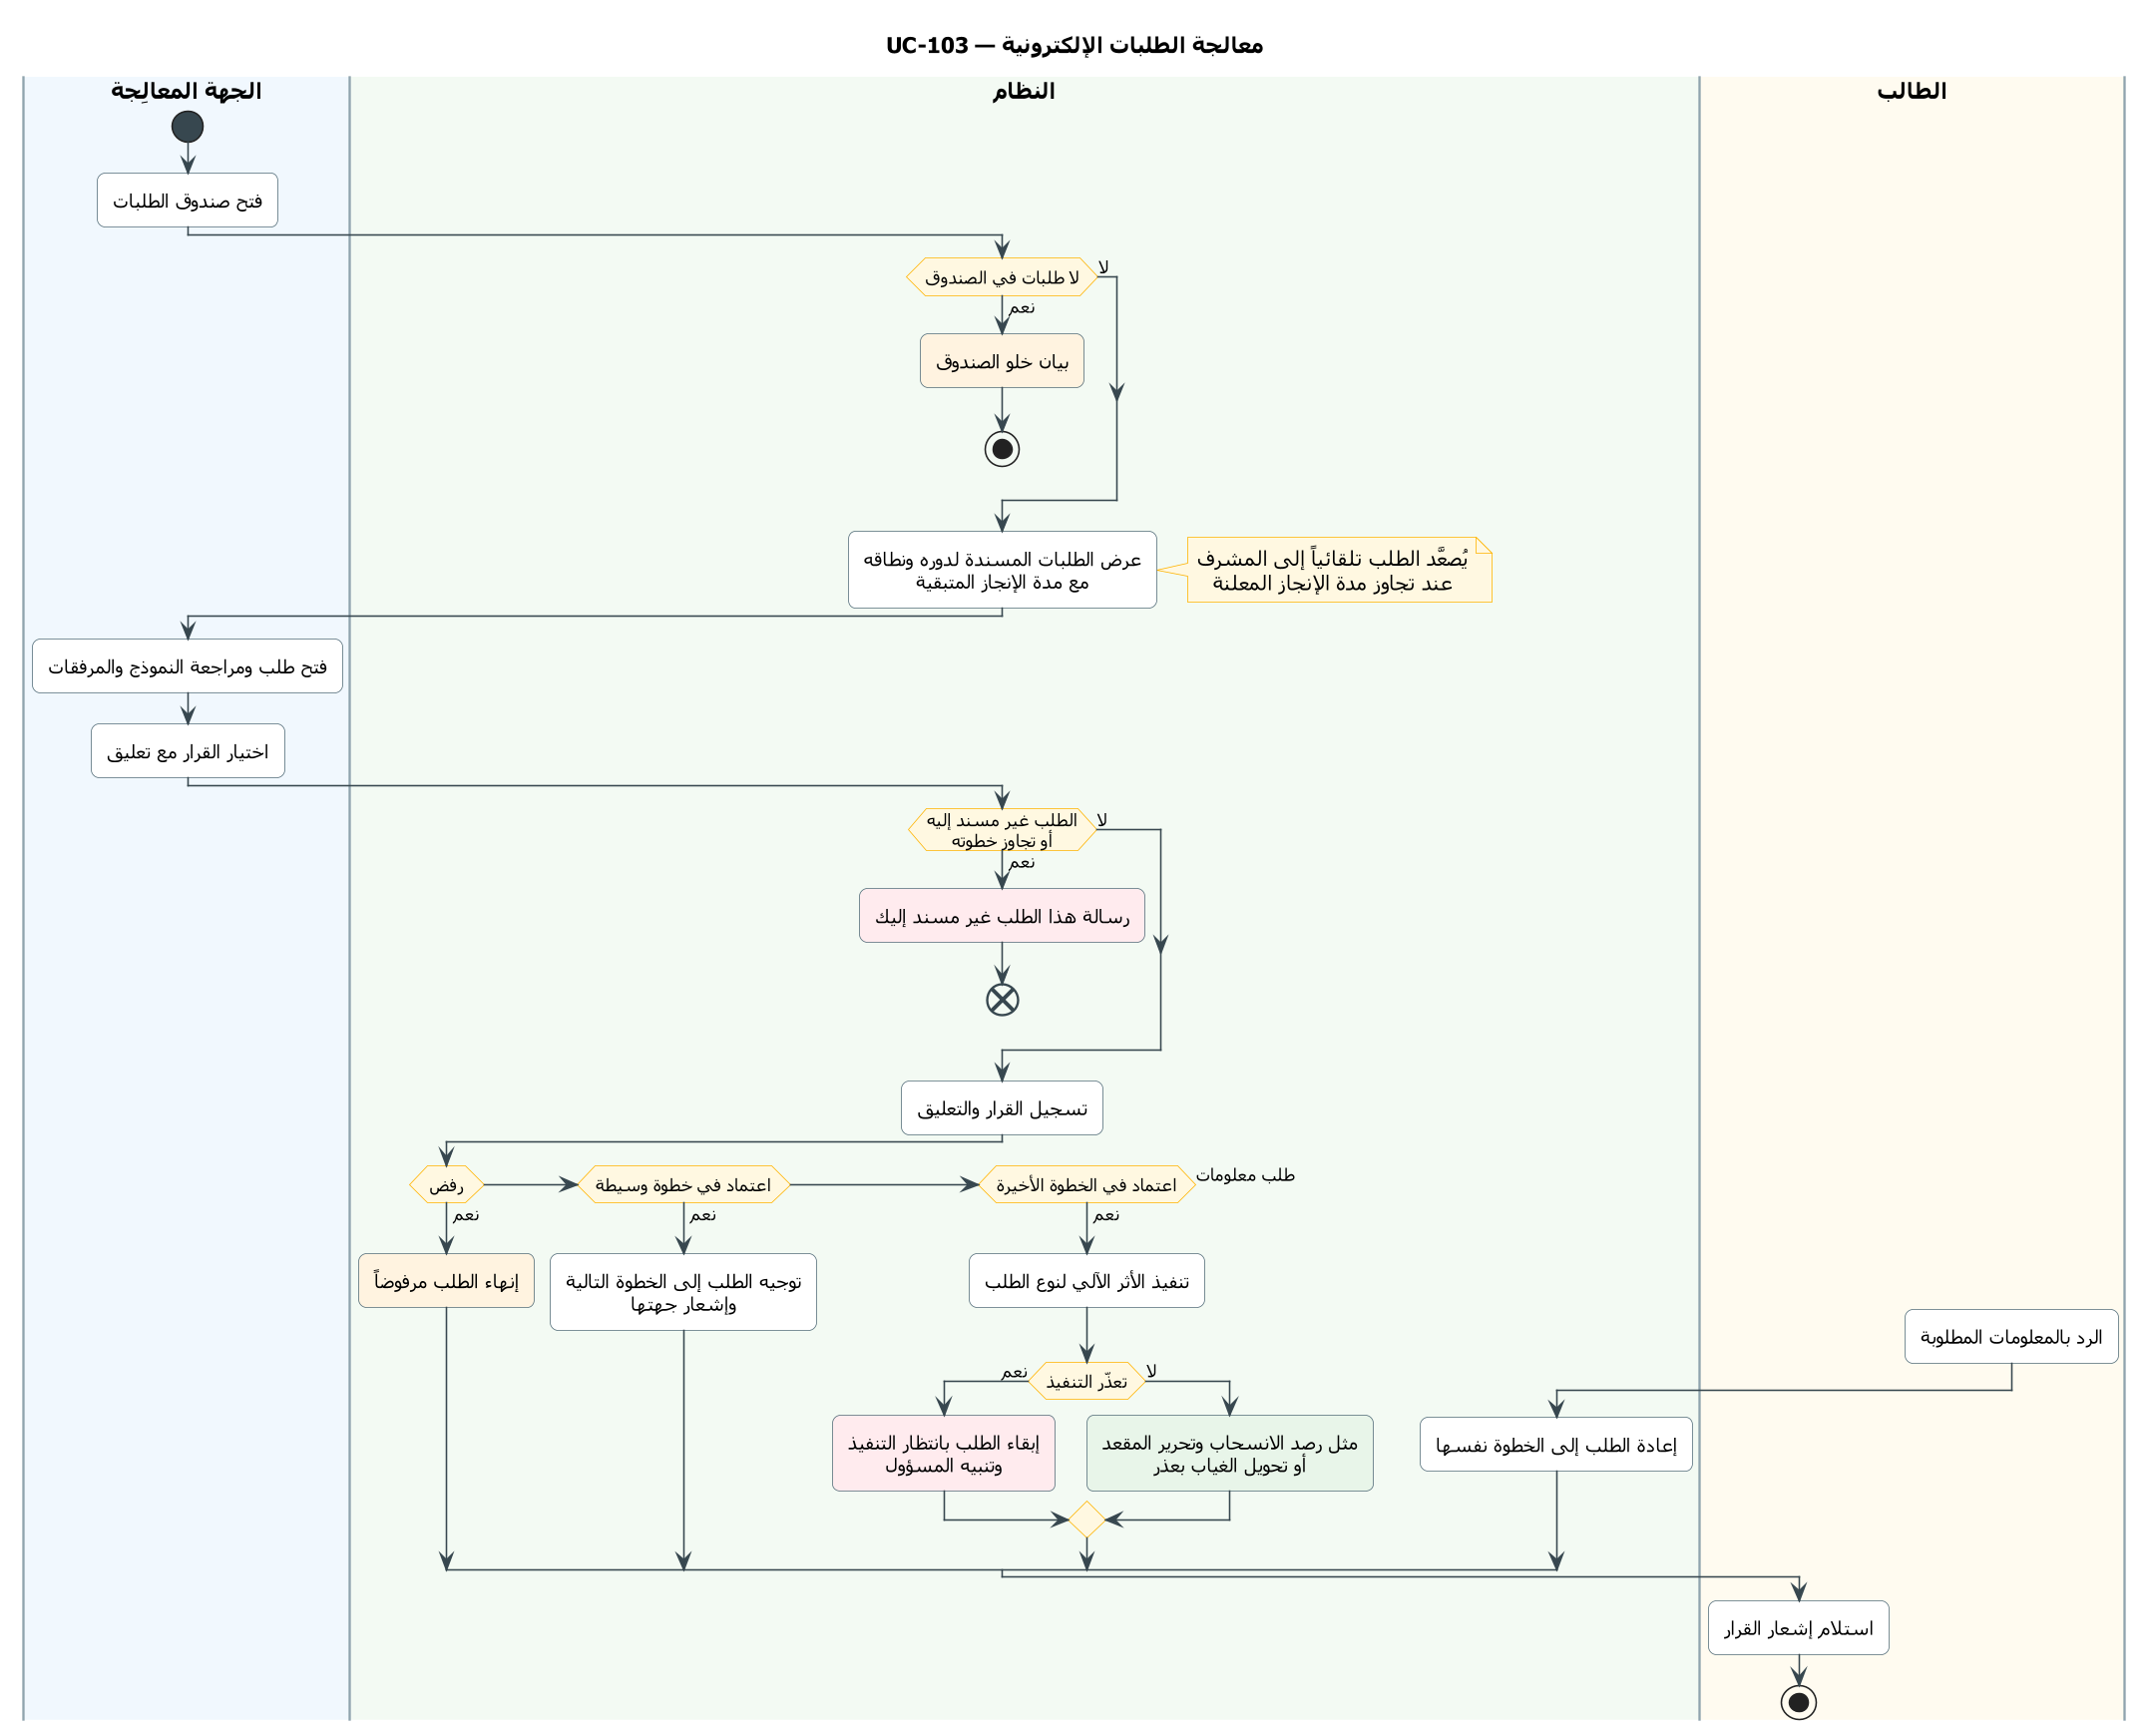 UC-103 — معالجة الطلبات الإلكترونية
الجهة المعالِجة
النظام
الطالب
فتح صندوق الطلبات
لا طلبات في الصندوق
لا
نعم
بيان خلو الصندوق
عرض الطلبات المسندة لدوره ونطاقه
مع مدة الإنجاز المتبقية
يُصعَّد الطلب تلقائياً إلى المشرف
عند تجاوز مدة الإنجاز المعلنة
فتح طلب ومراجعة النموذج والمرفقات
اختيار القرار مع تعليق
الطلب غير مسند إليه
أو تجاوز خطوته
لا
نعم
رسالة هذا الطلب غير مسند إليك
تسجيل القرار والتعليق
رفض
نعم
اعتماد في خطوة وسيطة
نعم
اعتماد في الخطوة الأخيرة
نعم
طلب معلومات
إنهاء الطلب مرفوضاً
توجيه الطلب إلى الخطوة التالية
وإشعار جهتها
تنفيذ الأثر الآلي لنوع الطلب
الرد بالمعلومات المطلوبة
تعذّر التنفيذ
نعم
لا
إبقاء الطلب بانتظار التنفيذ
وتنبيه المسؤول
مثل رصد الانسحاب وتحرير المقعد
أو تحويل الغياب بعذر
إعادة الطلب إلى الخطوة نفسها
استلام إشعار القرار